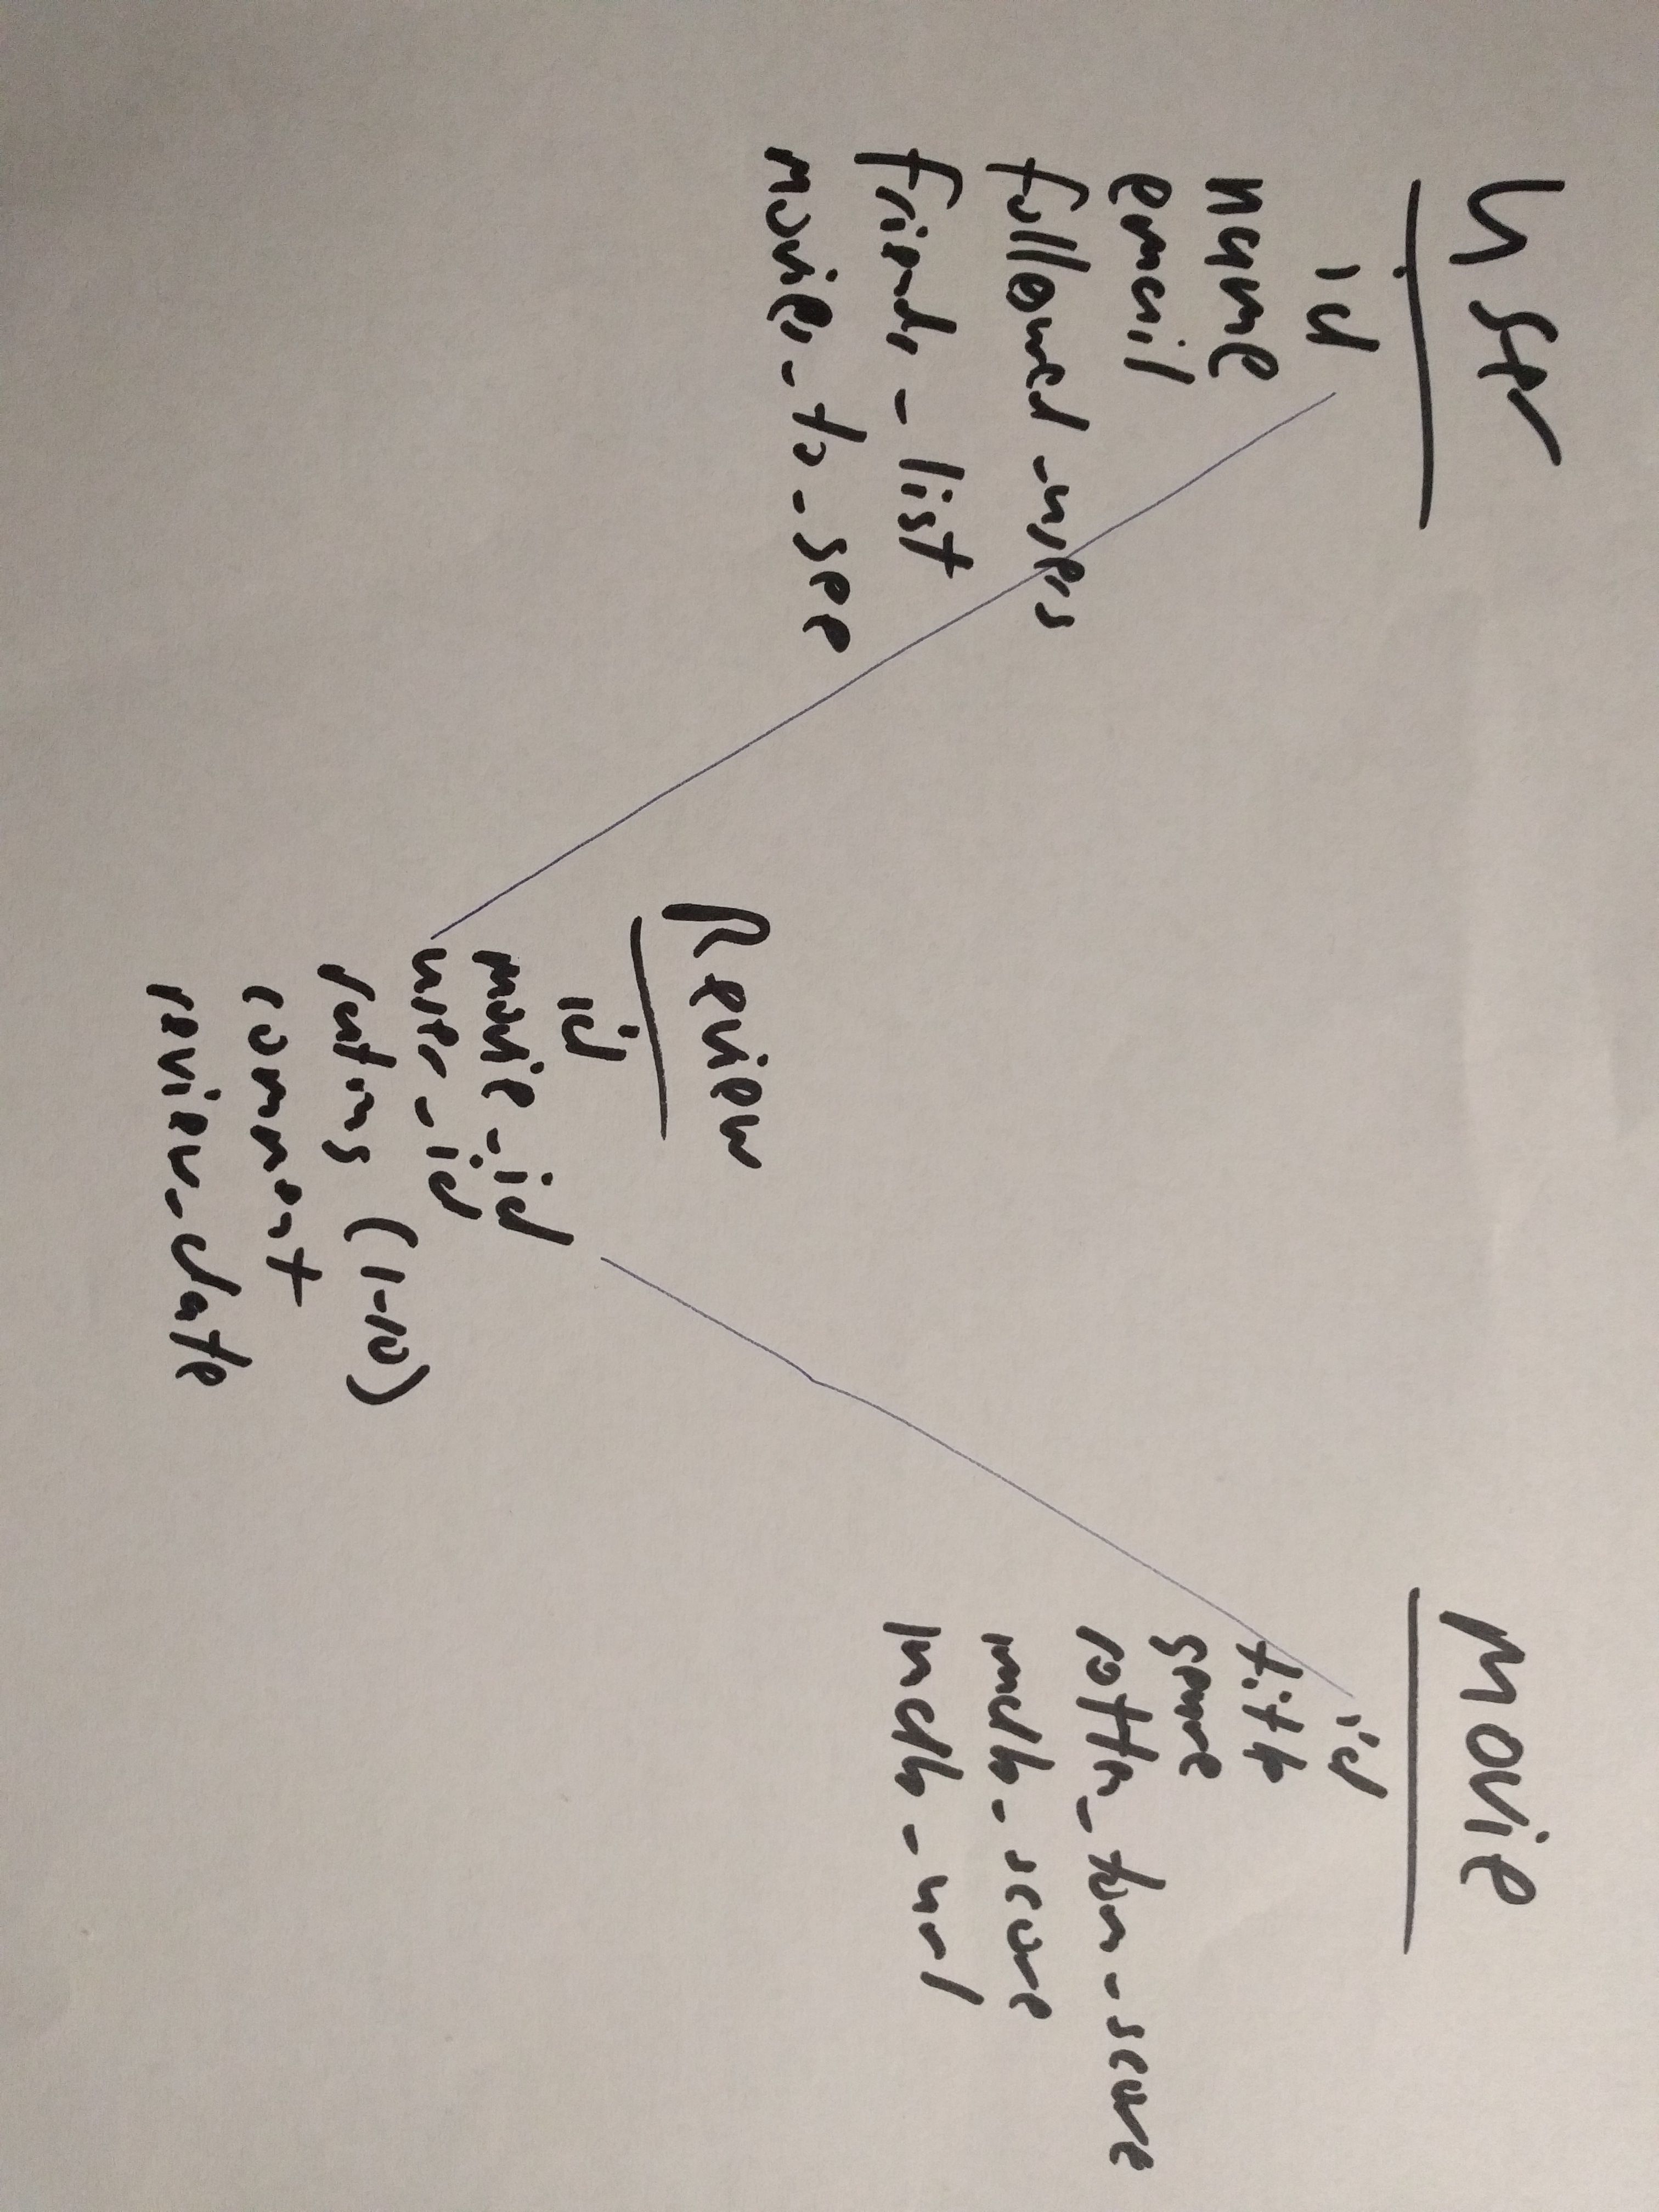 User
id
name
email
followed_users
friends_list
movies_to_see
Movie
id
title
genre
rotten_tom_score
imdb_score
imdb_url
Review
id
movie_id
user_id
rating (1-10)
comment
review_date